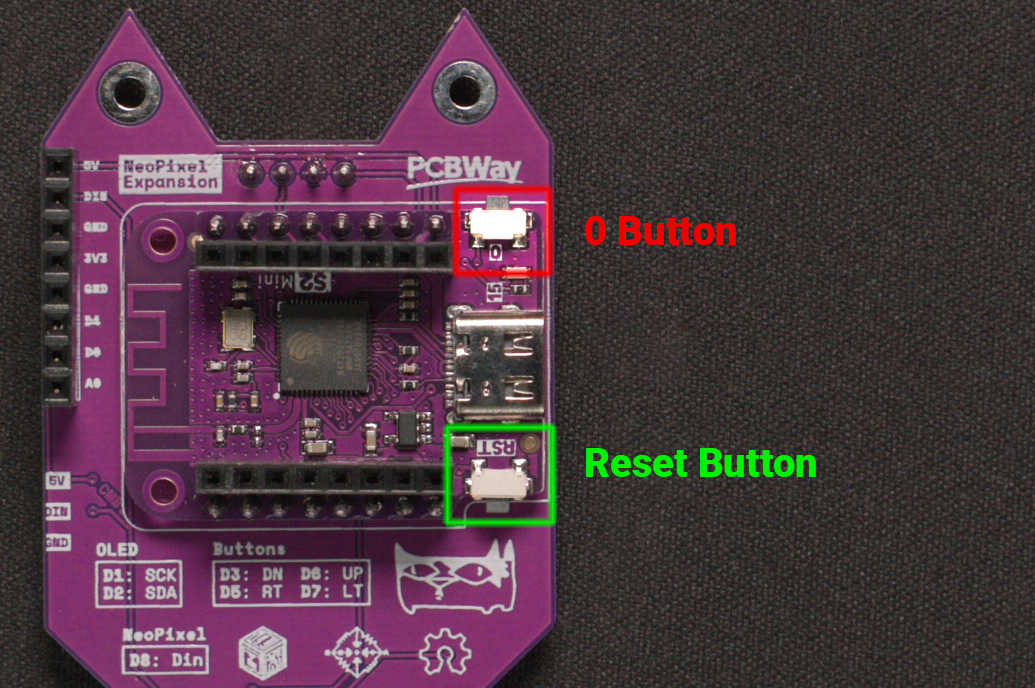 5V
DIN
GND
3V3
GND
D4
D0
A0
NeoPixel
Expansion
PCBWay
0
15
S2 Mini
0 Button
RST
Reset Button
5V
DIN
GND
OLED
D1: SCK
D2: SDA
Buttons
D3: DN D6: UP
D5: RT D7: LT
NeoPixel
D8: Din